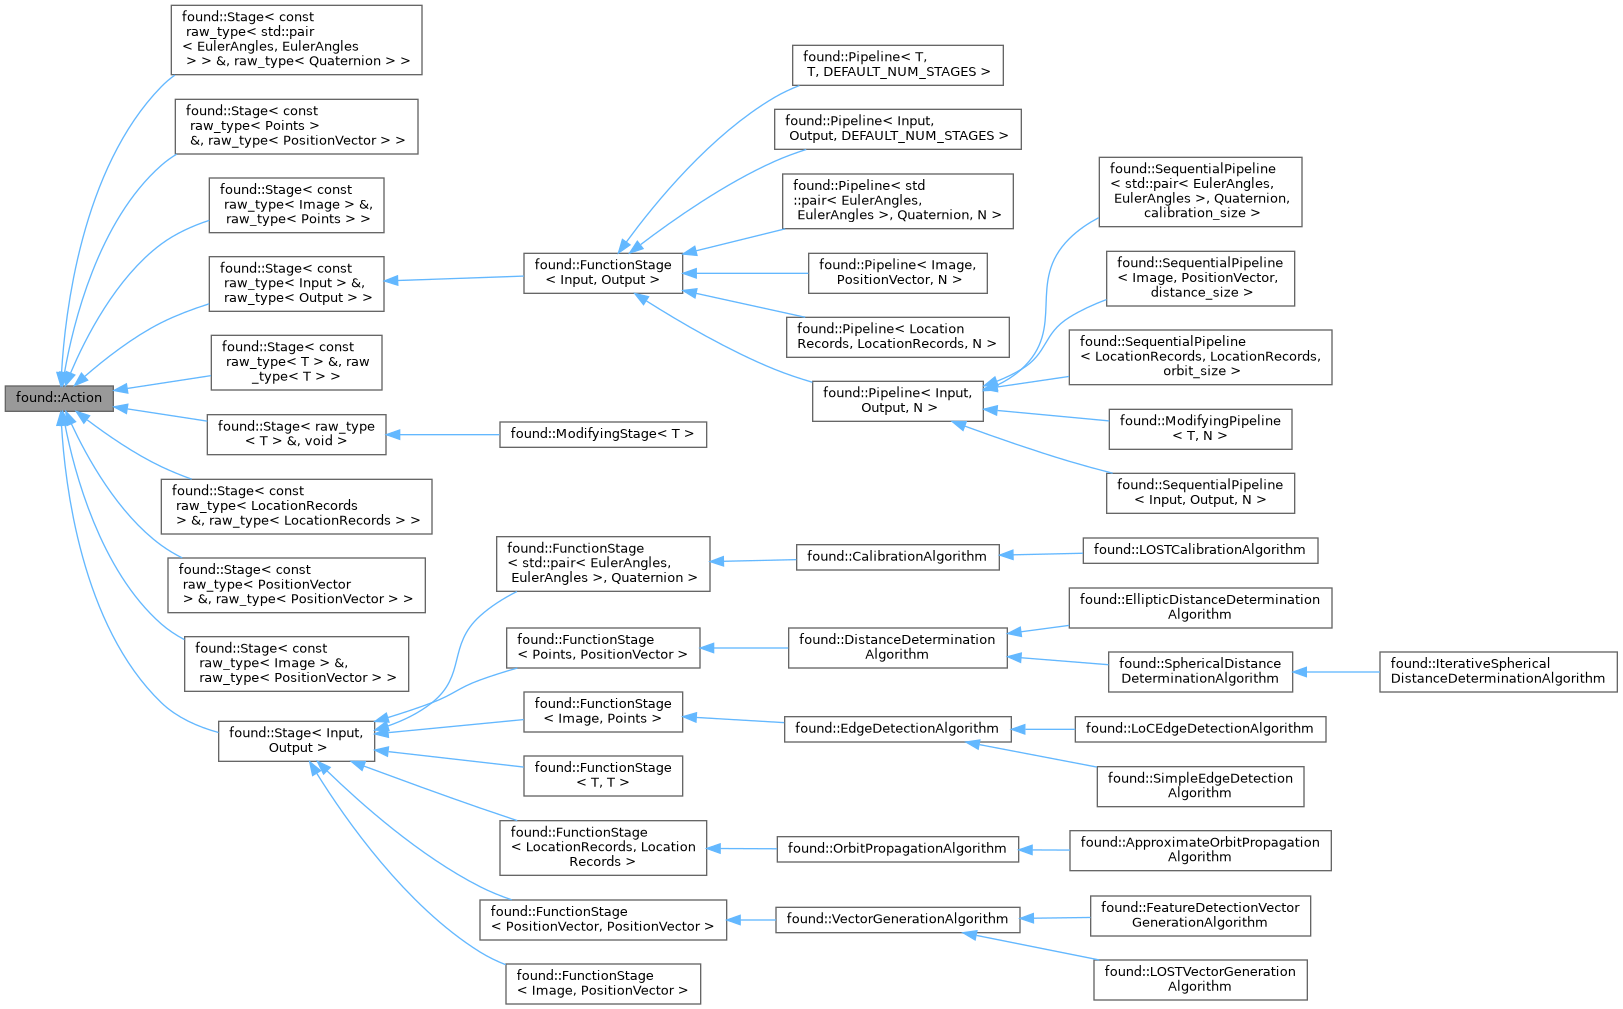 found::Action
found::Stage< const
raw_type< std::pair
< EulerAngles, EulerAngles
> > &, raw_type< Quaternion > >
found::Stage< const
raw_type< Points >
&, raw_type< PositionVector > >
found::Stage< const
raw_type< Image > &,
raw_type< Points > >
found::Stage< const
raw_type< Input > &,
raw_type< Output > >
found::Stage< const
raw_type< T > &, raw
_type< T > >
found::Stage< raw_type
< T > &, void >
found::Stage< const
raw_type< LocationRecords
> &, raw_type< LocationRecords > >
found::Stage< const
raw_type< PositionVector
> &, raw_type< PositionVector > >
found::Stage< const
raw_type< Image > &,
raw_type< PositionVector > >
found::Stage< Input,
Output >
found::FunctionStage
< Input, Output >
found::ModifyingStage< T >
found::FunctionStage
< std::pair< EulerAngles,
EulerAngles >, Quaternion >
found::FunctionStage
< Points, PositionVector >
found::FunctionStage
< Image, Points >
found::FunctionStage
< T, T >
found::FunctionStage
< LocationRecords, Location
Records >
found::FunctionStage
< PositionVector, PositionVector >
found::FunctionStage
< Image, PositionVector >
found::Pipeline< T,
T, DEFAULT_NUM_STAGES >
found::Pipeline< Input,
Output, DEFAULT_NUM_STAGES >
found::Pipeline< std
::pair< EulerAngles,
EulerAngles >, Quaternion, N >
found::Pipeline< Image,
PositionVector, N >
found::Pipeline< Location
Records, LocationRecords, N >
found::Pipeline< Input,
Output, N >
found::CalibrationAlgorithm
found::DistanceDetermination
Algorithm
found::EdgeDetectionAlgorithm
found::OrbitPropagationAlgorithm
found::VectorGenerationAlgorithm
found::SequentialPipeline
< std::pair< EulerAngles,
EulerAngles >, Quaternion,
calibration_size >
found::SequentialPipeline
< Image, PositionVector,
distance_size >
found::SequentialPipeline
< LocationRecords, LocationRecords,
orbit_size >
found::ModifyingPipeline
< T, N >
found::SequentialPipeline
< Input, Output, N >
found::LOSTCalibrationAlgorithm
found::EllipticDistanceDetermination
Algorithm
found::SphericalDistance
DeterminationAlgorithm
found::LoCEdgeDetectionAlgorithm
found::SimpleEdgeDetection
Algorithm
found::ApproximateOrbitPropagation
Algorithm
found::FeatureDetectionVector
GenerationAlgorithm
found::LOSTVectorGeneration
Algorithm
found::IterativeSpherical
DistanceDeterminationAlgorithm